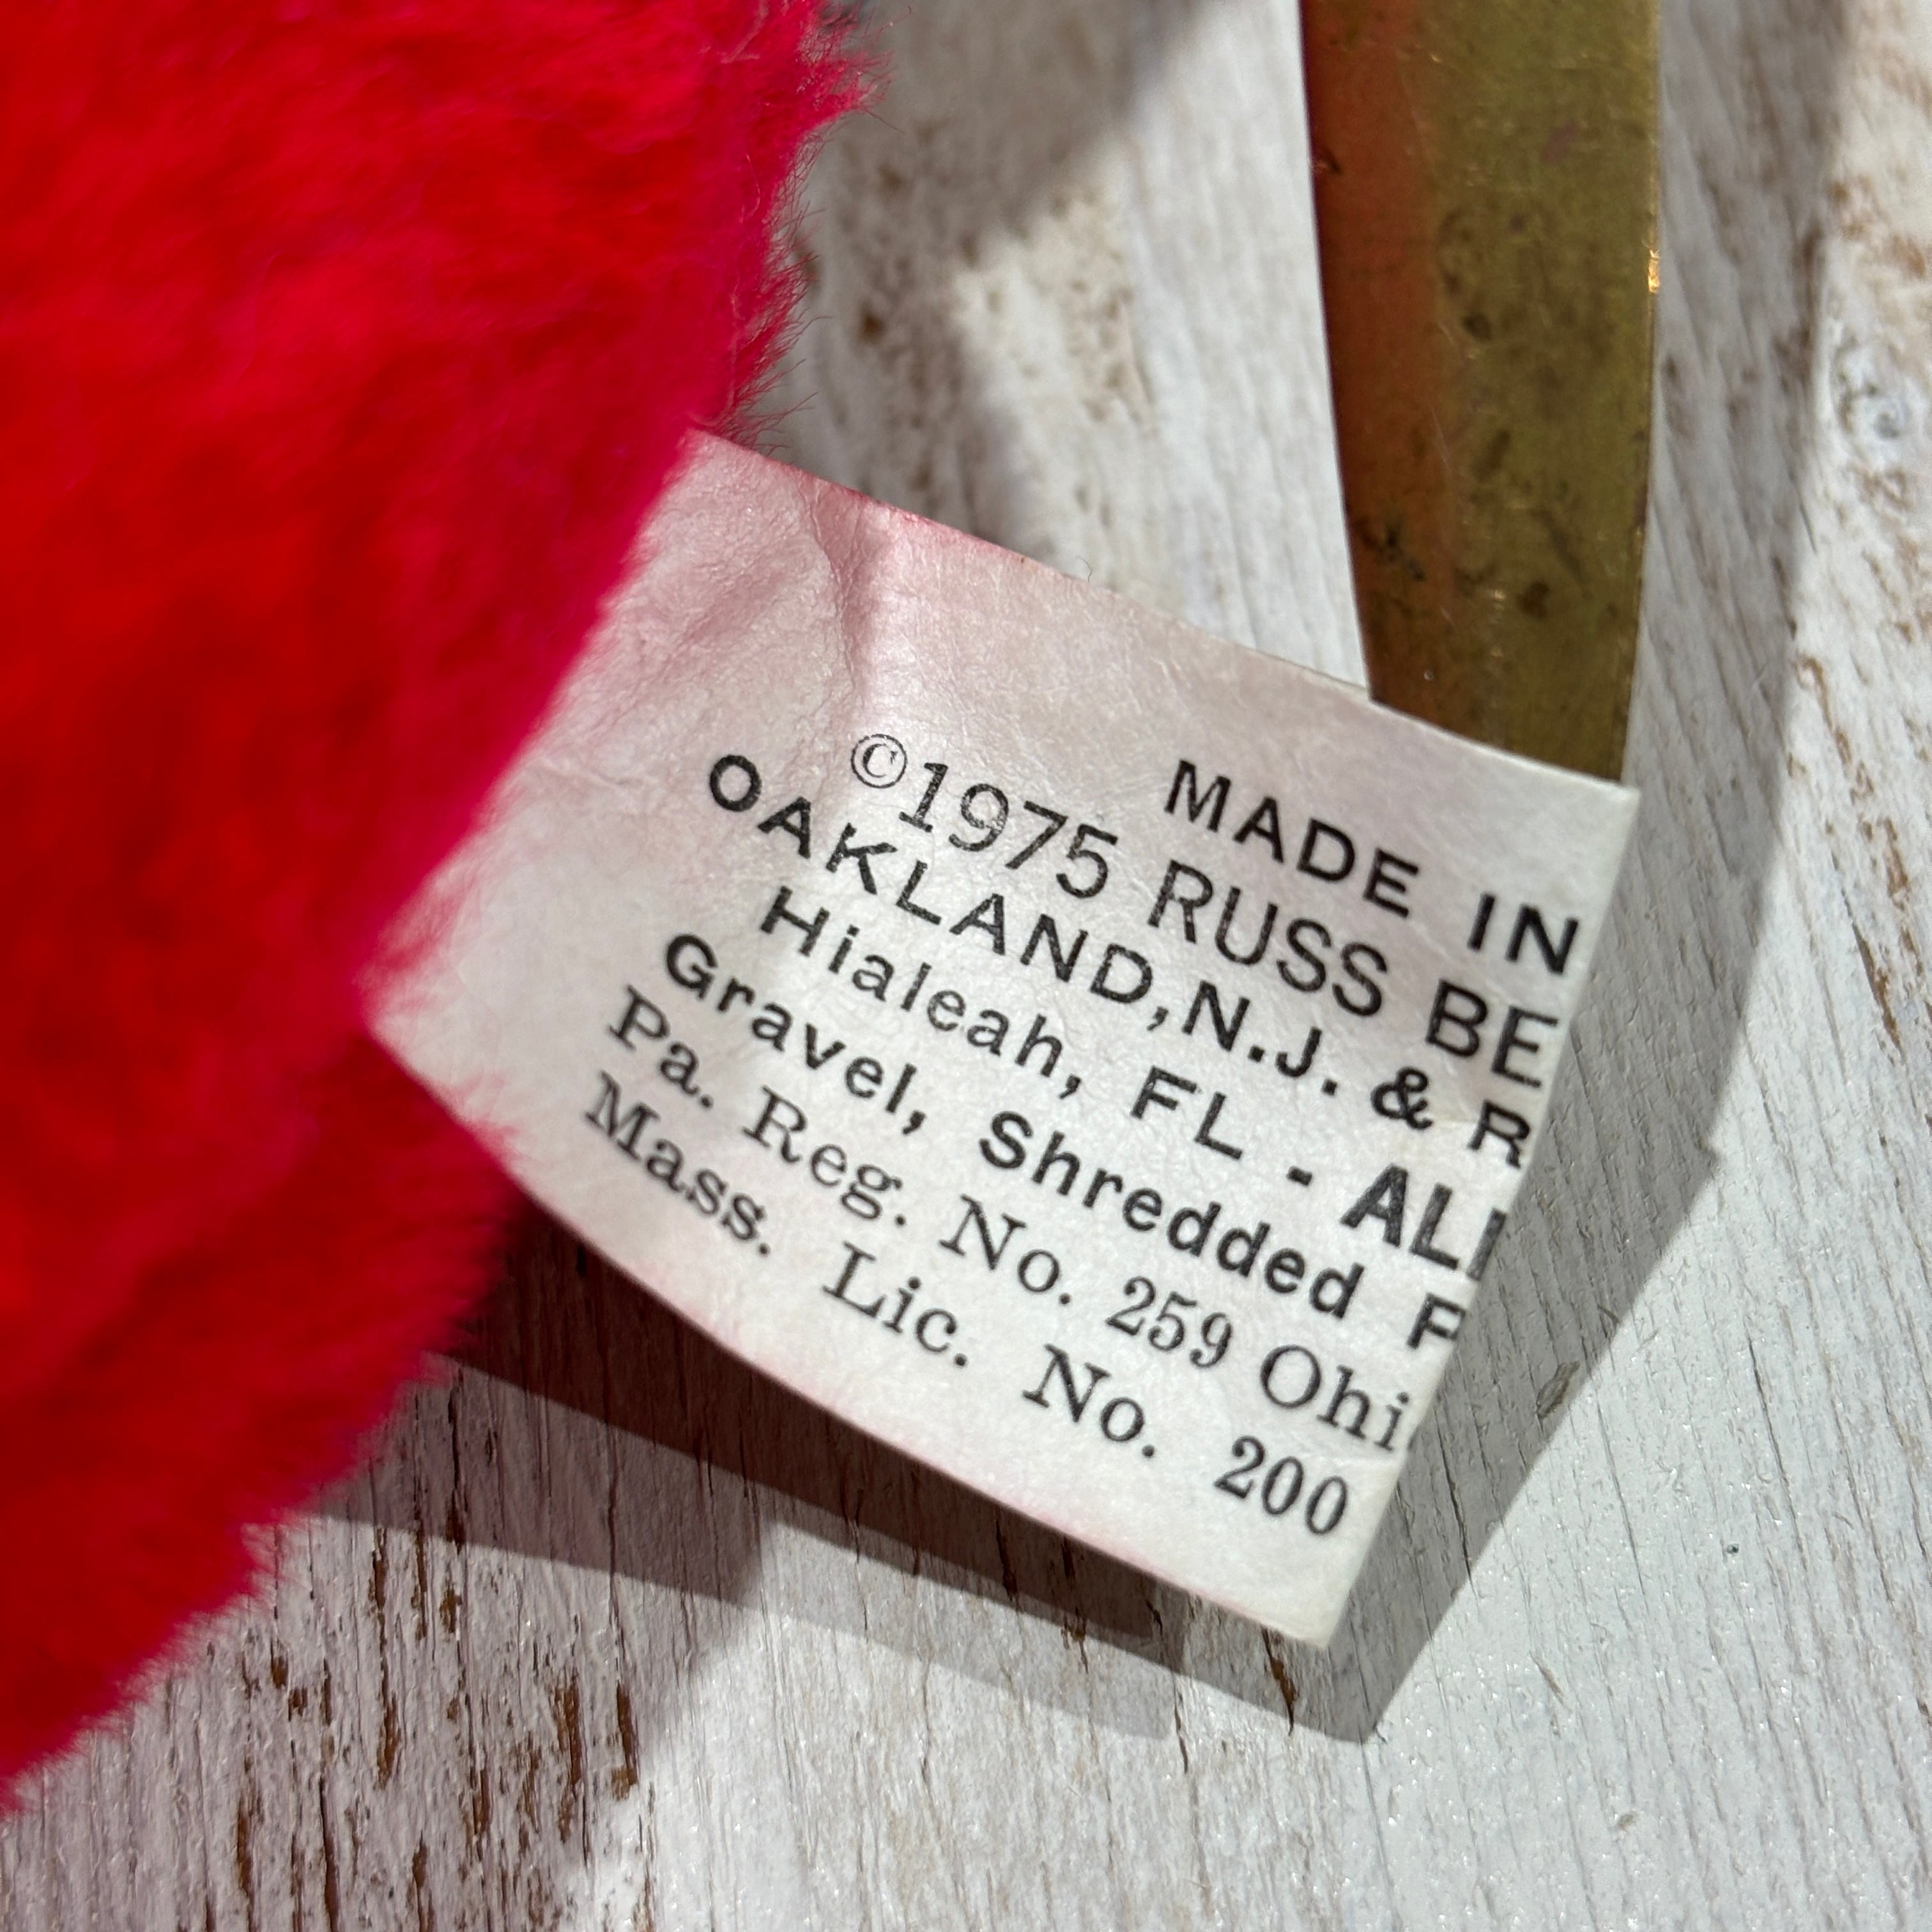 MADE IN
©1975 RUSS BE
OAKLAND, N.J. & R
Hialeah, FL - ALL
Gravel, Shredded F
Pa. Reg. No. 259 Ohi
Mass. Lic. No. 200